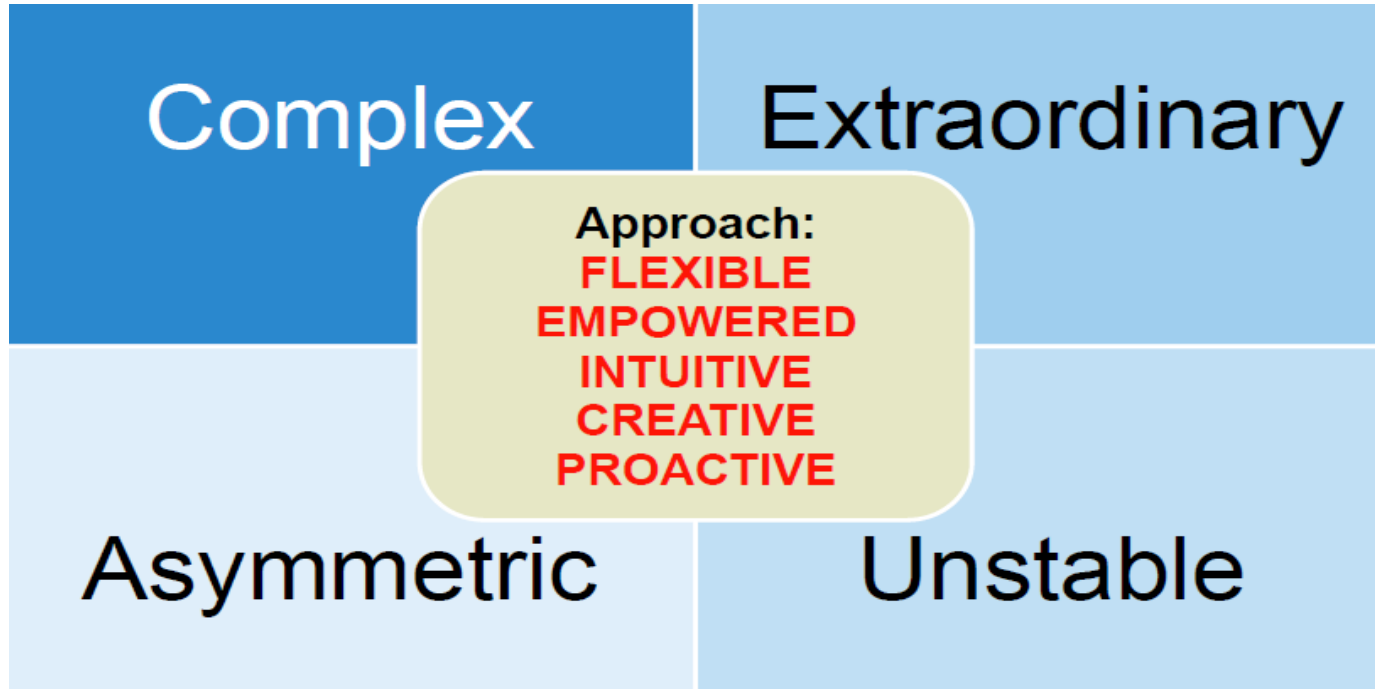 Complex
Extraordinary
Approach:
FLEXIBLE
EMPOWERED
INTUITIVE
CREATIVE
PROACTIVE
Asymmetric
Unstable